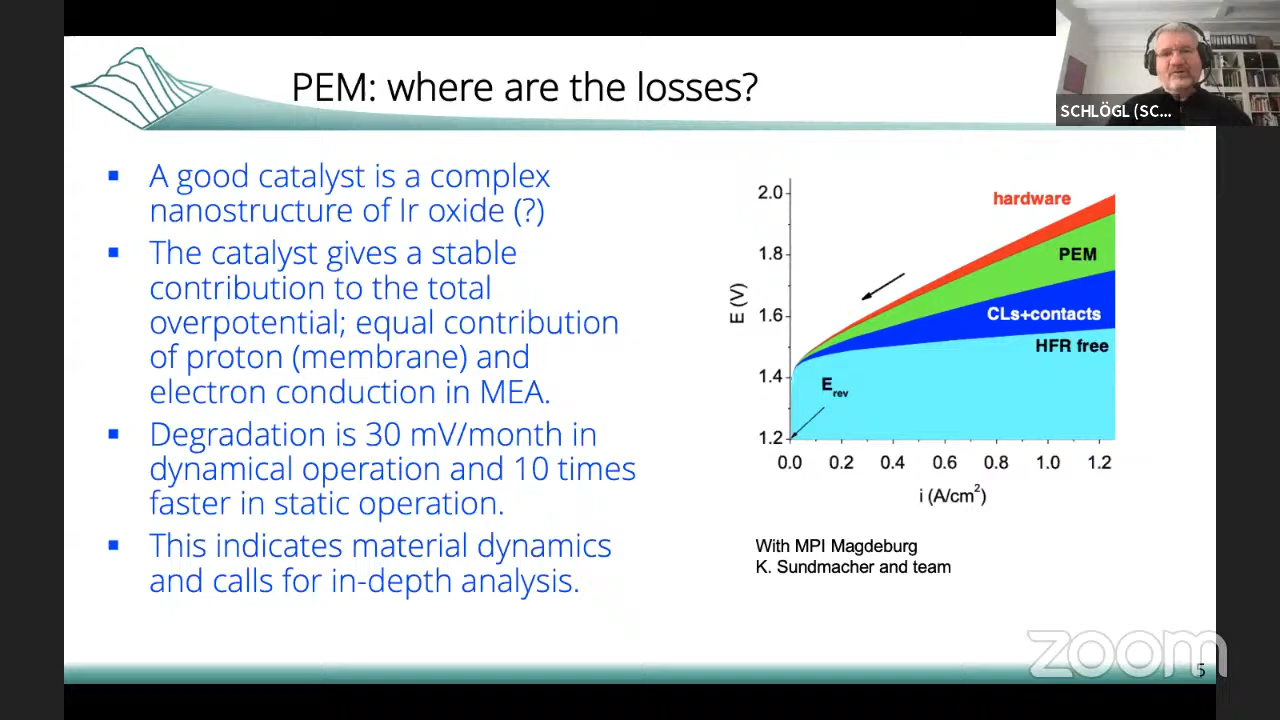 PEM: where are the losses?
SCHLÖGL (SC...
▪ A good catalyst is a complex
nanostructure of Ir oxide (?)
▪ The catalyst gives a stable
contribution to the total
overpotential; equal contribution
of proton (membrane) and
electron conduction in MEA.
▪ Degradation is 30 mV/month in
dynamical operation and 10 times
faster in static operation.
▪ This indicates material dynamics
and calls for in-depth analysis.
2.0
1.8
1.6
1.4
1.2
E (V)
hardware
PEM
CLs+contacts
HFR free
E_rev
0.0 0.2 0.4 0.6 0.8 1.0 1.2
i (A/cm²)
With MPI Magdeburg
K. Sundmacher and team
zoom
5